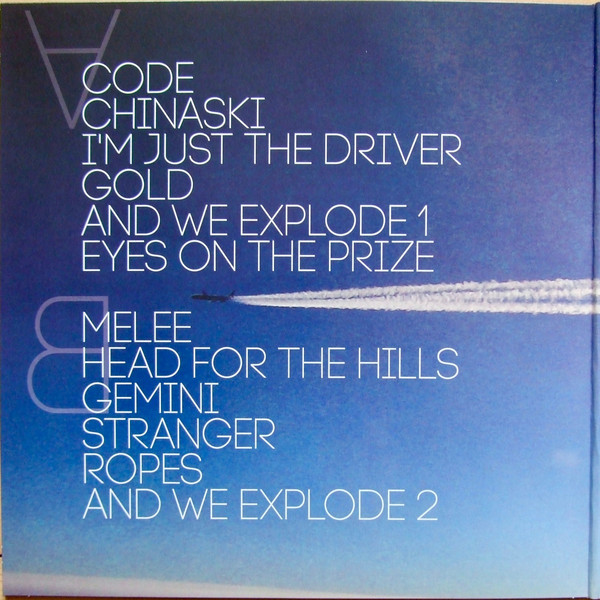 A
CODE
CHINASKI
I'M JUST THE DRIVER
GOLD
AND WE EXPLODE 1
EYES ON THE PRIZE
B
MELEE
HEAD FOR THE HILLS
GEMINI
STRANGER
ROPES
AND WE EXPLODE 2